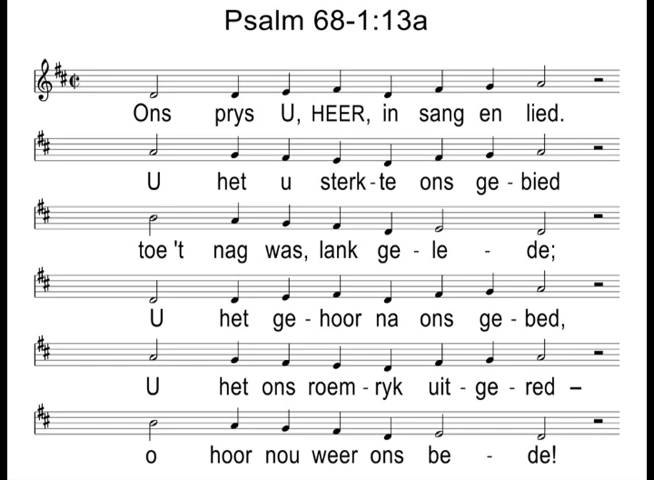 Psalm 68-1:13a
Ons prys U, HEER, in sang en lied.
U het u sterk-te ons ge-bied
toe 't nag was, lank ge-le-de;
U het ge-hoor na ons ge-bed,
U het ons roem-ryk uit-ge-red –
o hoor nou weer ons be-de!